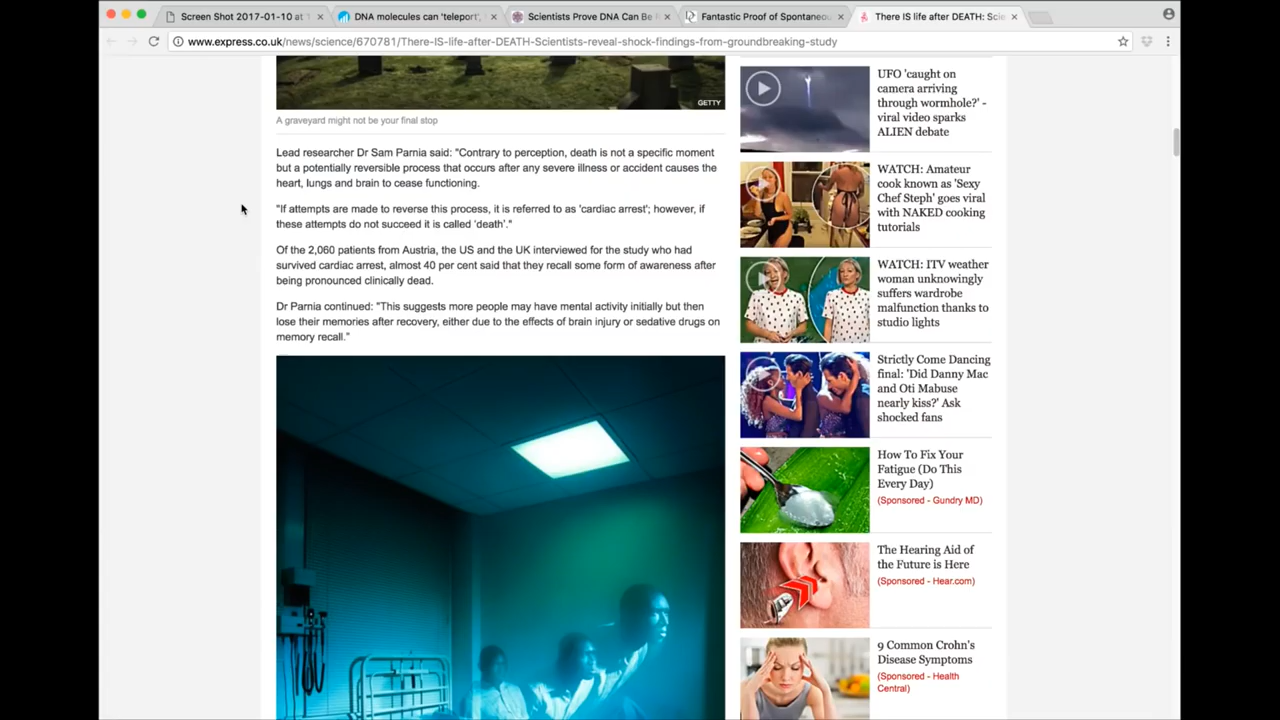 Screen Shot 2017-01-10 at
DNA molecules can 'teleport',
Scientists Prove DNA Can Be
Fantastic Proof of Spontaneou
There IS life after DEATH: Scie
www.express.co.uk/news/science/670781/There-IS-life-after-DEATH-Scientists-reveal-shock-findings-from-groundbreaking-study
GETTY
A graveyard might not be your final stop
Lead researcher Dr Sam Parnia said: "Contrary to perception, death is not a specific moment
but a potentially reversible process that occurs after any severe illness or accident causes the
heart, lungs and brain to cease functioning.
"If attempts are made to reverse this process, it is referred to as 'cardiac arrest'; however, if
these attempts do not succeed it is called 'death'."
Of the 2,060 patients from Austria, the US and the UK interviewed for the study who had
survived cardiac arrest, almost 40 per cent said that they recall some form of awareness after
being pronounced clinically dead.
Dr Parnia continued: "This suggests more people may have mental activity initially but then
lose their memories after recovery, either due to the effects of brain injury or sedative drugs on
memory recall."
UFO 'caught on
camera arriving
through wormhole?' -
viral video sparks
ALIEN debate
WATCH: Amateur
cook known as 'Sexy
Chef Steph' goes viral
with NAKED cooking
tutorials
WATCH: ITV weather
woman unknowingly
suffers wardrobe
malfunction thanks to
studio lights
Strictly Come Dancing
final: 'Did Danny Mac
and Oti Mabuse
nearly kiss?' Ask
shocked fans
How To Fix Your
Fatigue (Do This
Every Day)
(Sponsored - Gundry MD)
The Hearing Aid of
the Future is Here
(Sponsored - Hear.com)
9 Common Crohn's
Disease Symptoms
(Sponsored - Health
Central)